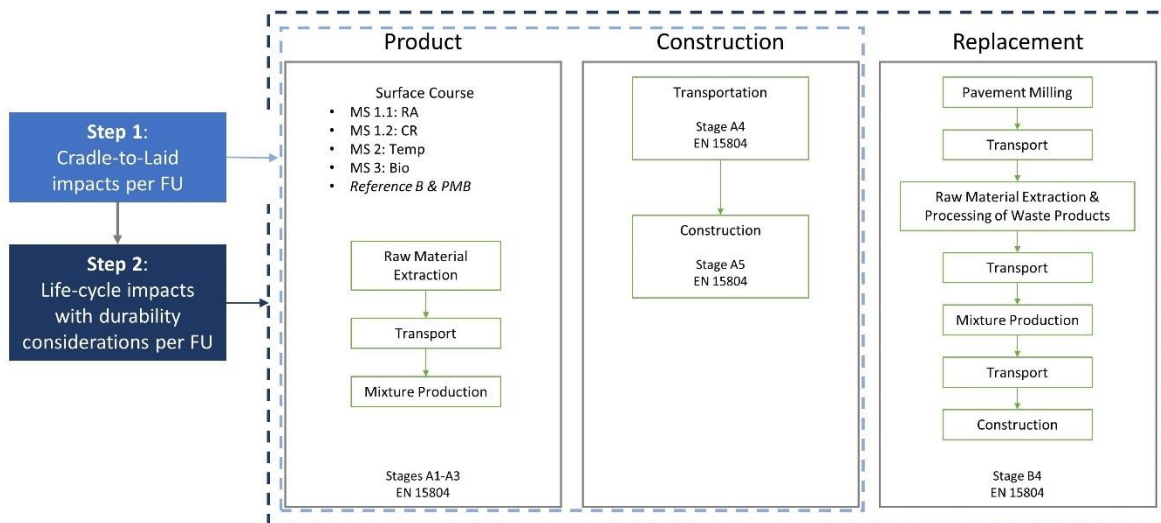 Step 1:
Cradle-to-Laid
impacts per FU
Step 2:
Life-cycle impacts
with durability
considerations per FU
Product
Surface Course
• MS 1.1: RA
• MS 1.2: CR
• MS 2: Temp
• MS 3: Bio
• Reference B & PMB
Raw Material
Extraction
Transport
Mixture Production
Stages A1-A3
EN 15804
Construction
Transportation
Stage A4
EN 15804
Construction
Stage A5
EN 15804
Replacement
Pavement Milling
Transport
Raw Material Extraction &
Processing of Waste Products
Transport
Mixture Production
Transport
Construction
Stage B4
EN 15804